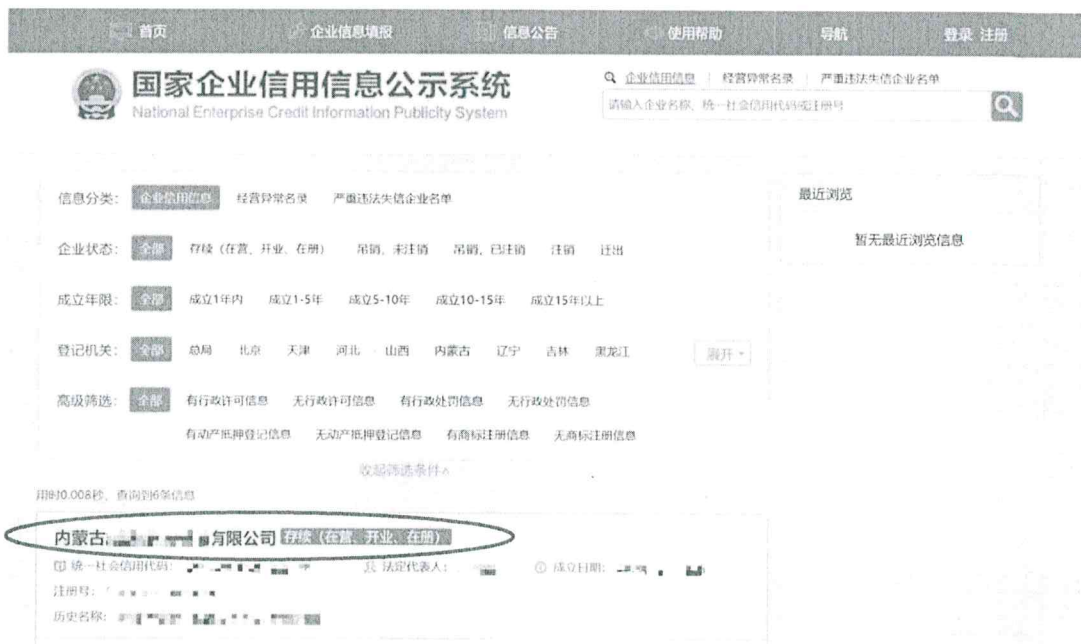 首页 企业信息填报 信息公告 使用帮助 导航 登录 注册
国家企业信用信息公示系统
National Enterprise Credit Information Publicity System
企业信用信息 | 经营异常名录 | 严重违法失信企业名单
请输入企业名称、统一社会信用代码或注册号
信息分类: 企业信用信息 经营异常名录 严重违法失信企业名单
企业状态: 全部 存续（在营、开业、在册） 吊销，未注销 吊销，已注销 注销 迁出
成立年限: 全部 成立1年内 成立1-5年 成立5-10年 成立10-15年 成立15年以上
登记机关: 全部 总局 北京 天津 河北 山西 内蒙古 辽宁 吉林 黑龙江 展开
高级筛选: 全部 有行政许可信息 无行政许可信息 有行政处罚信息 无行政处罚信息
有动产抵押登记信息 无动产抵押登记信息 有商标注册信息 无商标注册信息
收起筛选条件
最近浏览
暂无最近浏览信息
用时0.008秒，查询到6条信息
内蒙古 有限公司 存续（在营、开业、在册）
统一社会信用代码: 法定代表人: 成立日期:
注册号:
历史名称: